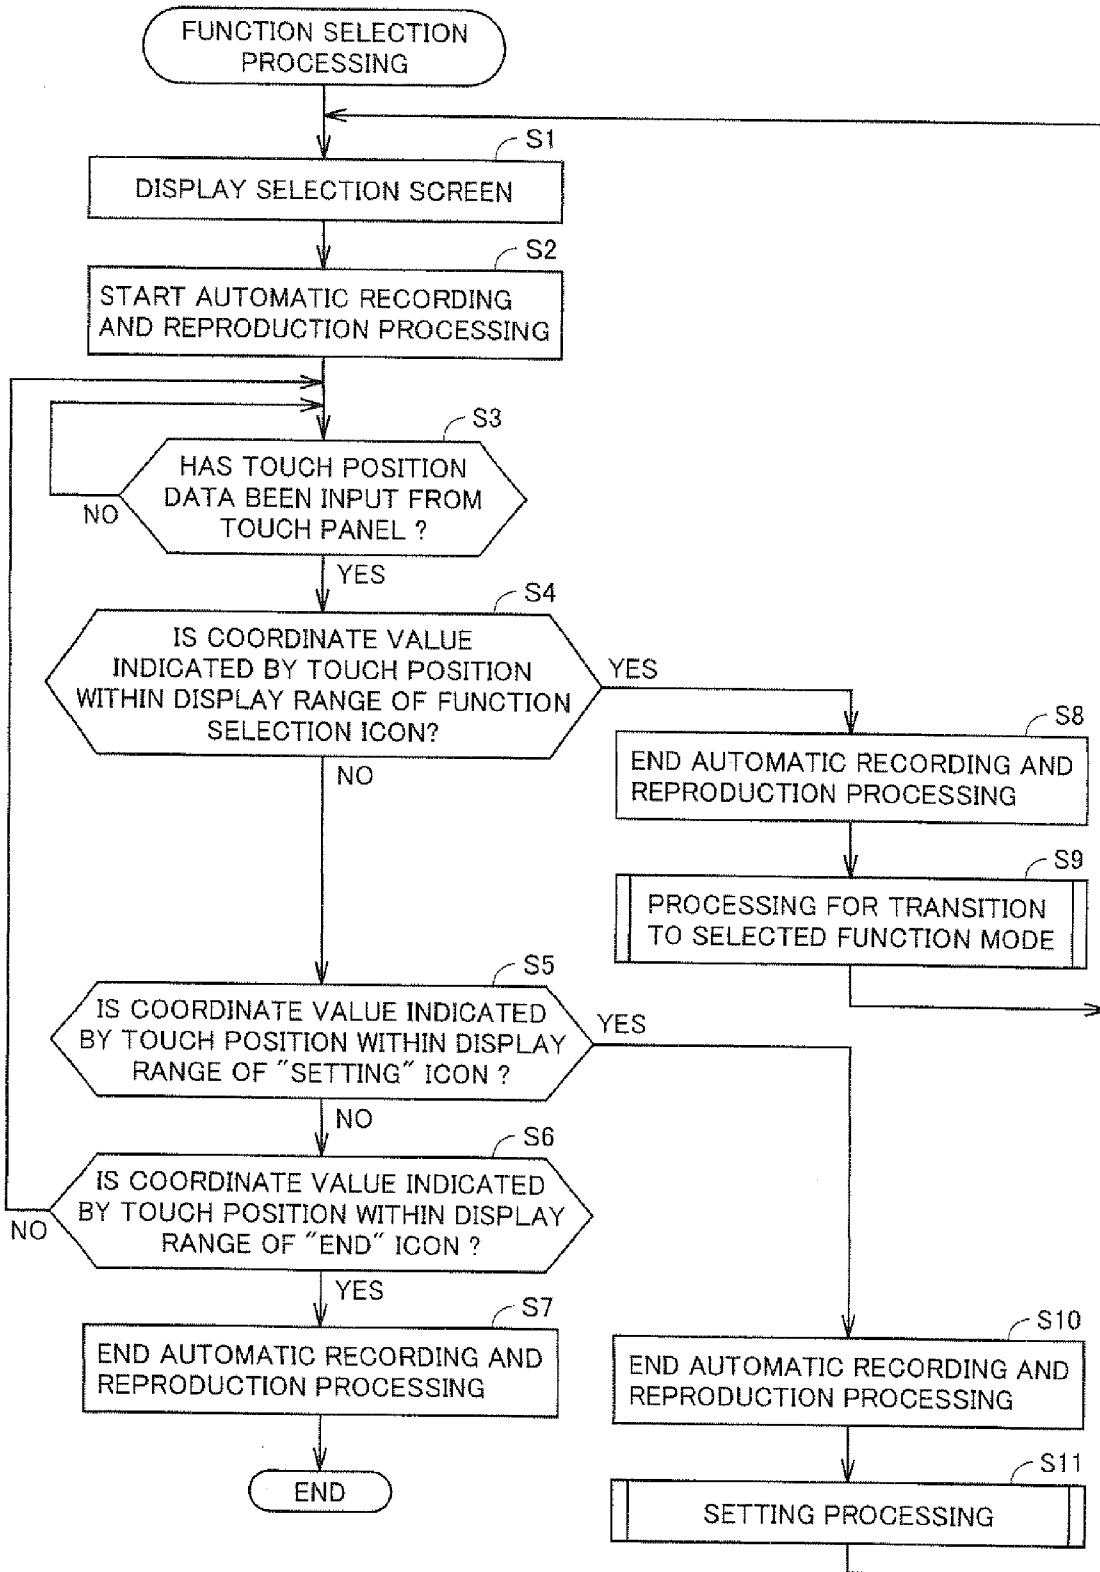 FUNCTION SELECTION
PROCESSING
S1
DISPLAY SELECTION SCREEN
S2
START AUTOMATIC RECORDING
AND REPRODUCTION PROCESSING
S3
HAS TOUCH POSITION
DATA BEEN INPUT FROM
TOUCH PANEL ?
NO
YES
S4
IS COORDINATE VALUE
INDICATED BY TOUCH POSITION
WITHIN DISPLAY RANGE OF FUNCTION
SELECTION ICON?
YES
NO
S8
END AUTOMATIC RECORDING AND
REPRODUCTION PROCESSING
S9
PROCESSING FOR TRANSITION
TO SELECTED FUNCTION MODE
S5
IS COORDINATE VALUE INDICATED
BY TOUCH POSITION WITHIN DISPLAY
RANGE OF "SETTING" ICON ?
YES
NO
S6
IS COORDINATE VALUE INDICATED
BY TOUCH POSITION WITHIN DISPLAY
RANGE OF "END" ICON ?
NO
YES
S7
END AUTOMATIC RECORDING AND
REPRODUCTION PROCESSING
END
S10
END AUTOMATIC RECORDING AND
REPRODUCTION PROCESSING
S11
SETTING PROCESSING